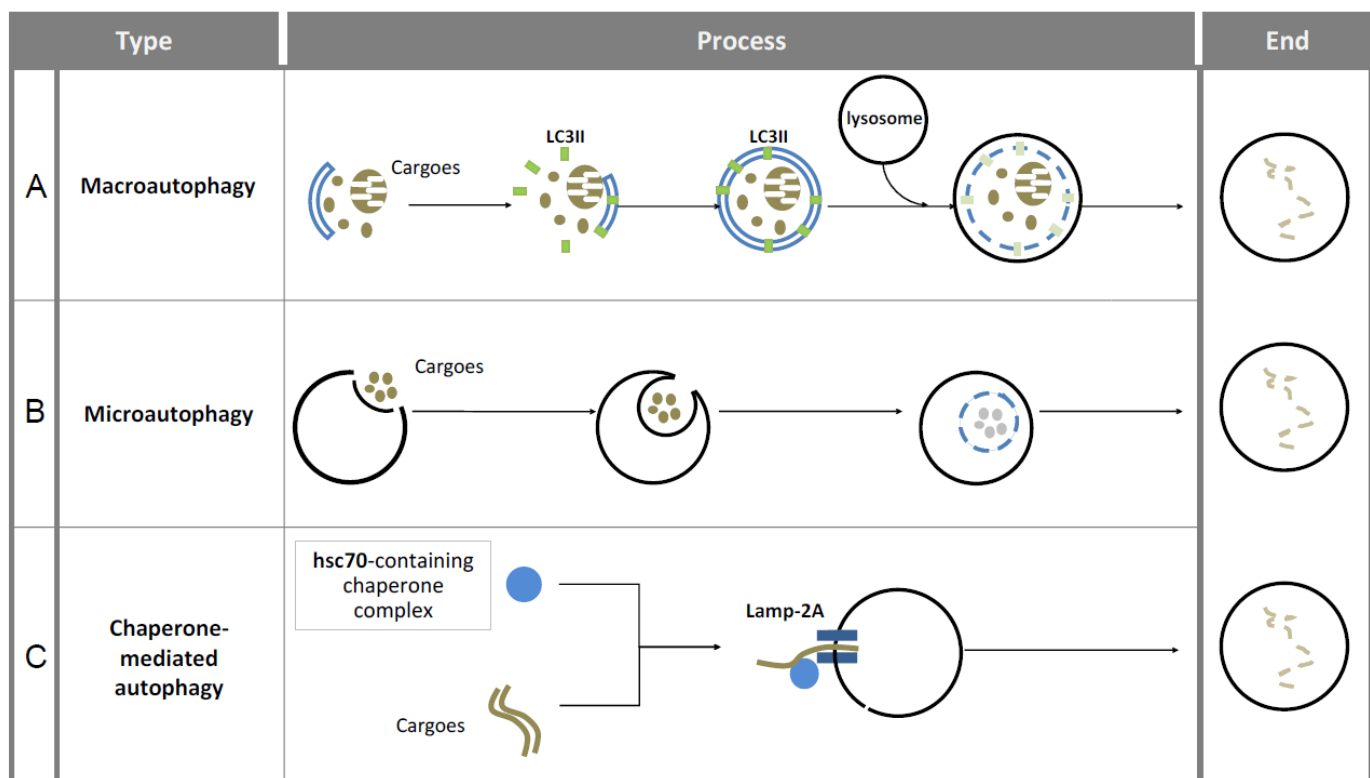 Type
Process
End
A
Macroautophagy
Cargoes
LC3II
LC3II
lysosome
B
Microautophagy
Cargoes
C
Chaperone-
mediated
autophagy
hsc70-containing
chaperone
complex
Cargoes
Lamp-2A